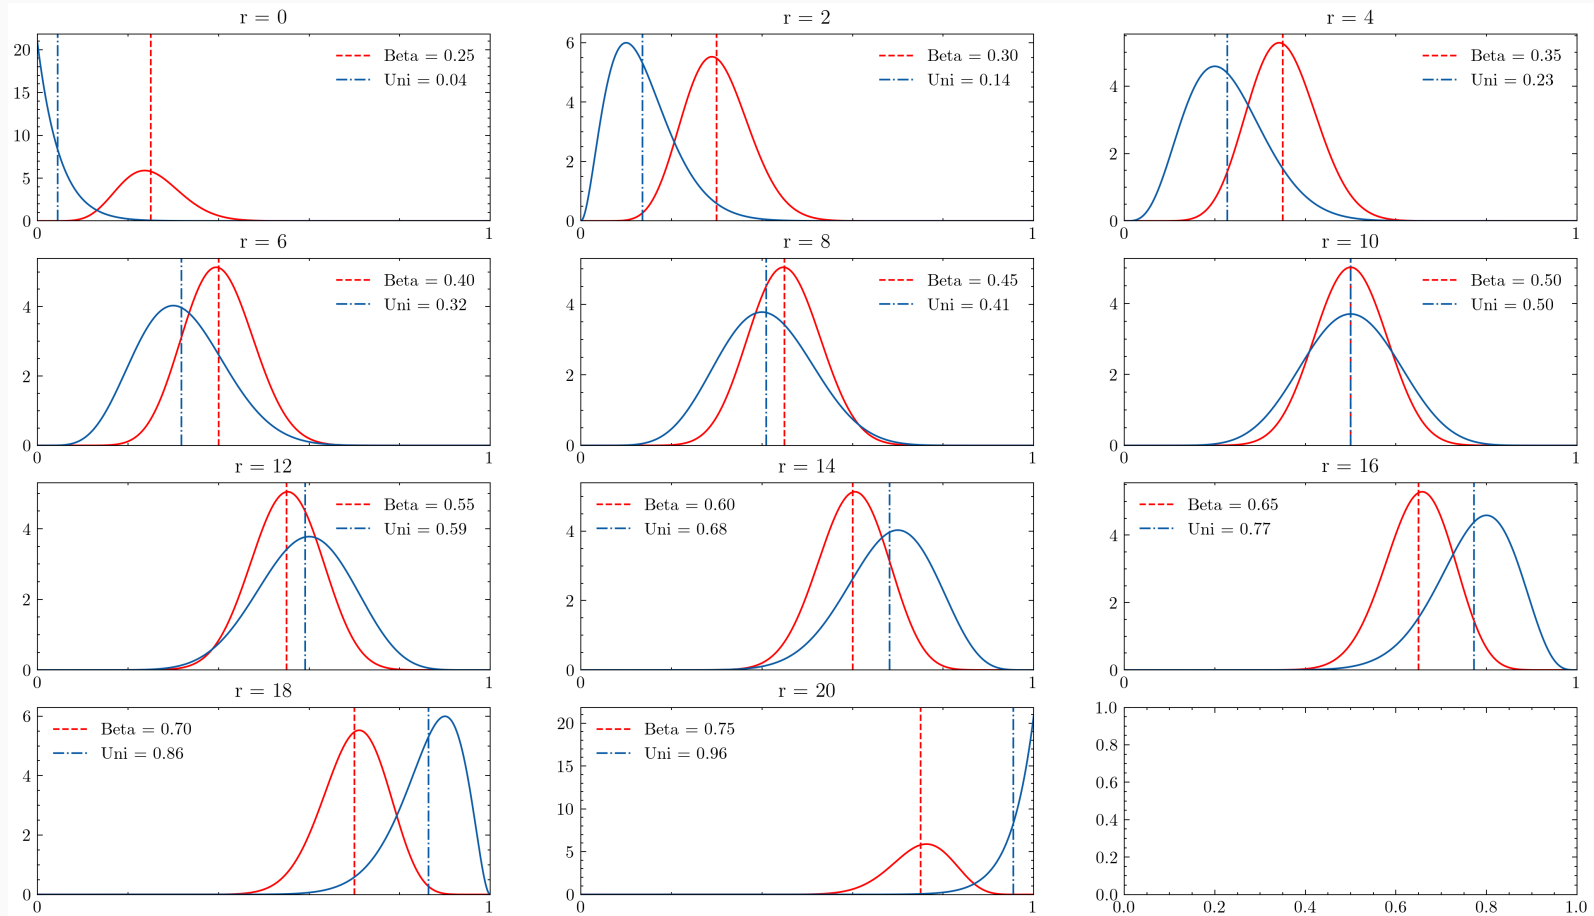 r = 0
Beta = 0.25
Uni = 0.04
20
15
10
5
0
0
1
r = 2
Beta = 0.30
Uni = 0.14
6
4
2
0
0
1
r = 4
Beta = 0.35
Uni = 0.23
4
2
0
0
1
r = 6
Beta = 0.40
Uni = 0.32
4
2
0
0
1
r = 8
Beta = 0.45
Uni = 0.41
4
2
0
0
1
r = 10
Beta = 0.50
Uni = 0.50
4
2
0
0
1
r = 12
Beta = 0.55
Uni = 0.59
4
2
0
0
1
r = 14
Beta = 0.60
Uni = 0.68
4
2
0
0
1
r = 16
Beta = 0.65
Uni = 0.77
4
2
0
0
1
r = 18
Beta = 0.70
Uni = 0.86
6
4
2
0
0
1
r = 20
Beta = 0.75
Uni = 0.96
20
15
10
5
0
0
1
1.0
0.8
0.6
0.4
0.2
0.0
0.0 0.2 0.4 0.6 0.8 1.0